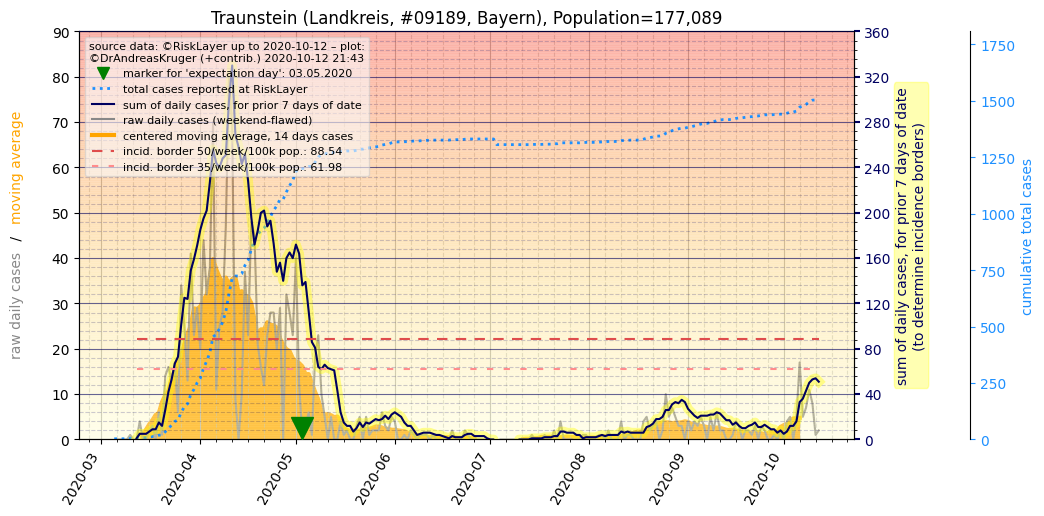 Traunstein (Landkreis, #09189, Bayern), Population=177,089
source data: ©RiskLayer up to 2020-10-12 – plot:
©DrAndreasKruger (+contrib.) 2020-10-12 21:43
marker for 'expectation day': 03.05.2020
total cases reported at RiskLayer
sum of daily cases, for prior 7 days of date
raw daily cases (weekend-flawed)
centered moving average, 14 days cases
incid. border 50/week/100k pop.: 88.54
incid. border 35/week/100k pop.: 61.98
raw daily cases / moving average
90
80
70
60
50
40
30
20
10
0
2020-03
2020-04
2020-05
2020-06
2020-07
2020-08
2020-09
2020-10
360
320
280
240
200
160
120
80
40
0
sum of daily cases, for prior 7 days of date
(to determine incidence borders)
1750
1500
1250
1000
750
500
250
0
cumulative total cases